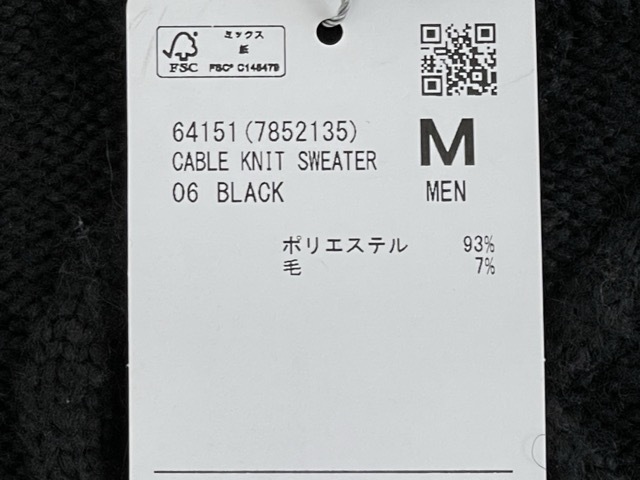 ミックス
紙
FSC
FSC® C148479
64151(7852135)
M
CABLE KNIT SWEATER
06 BLACK
MEN
ポリエステル 93%
毛 7%